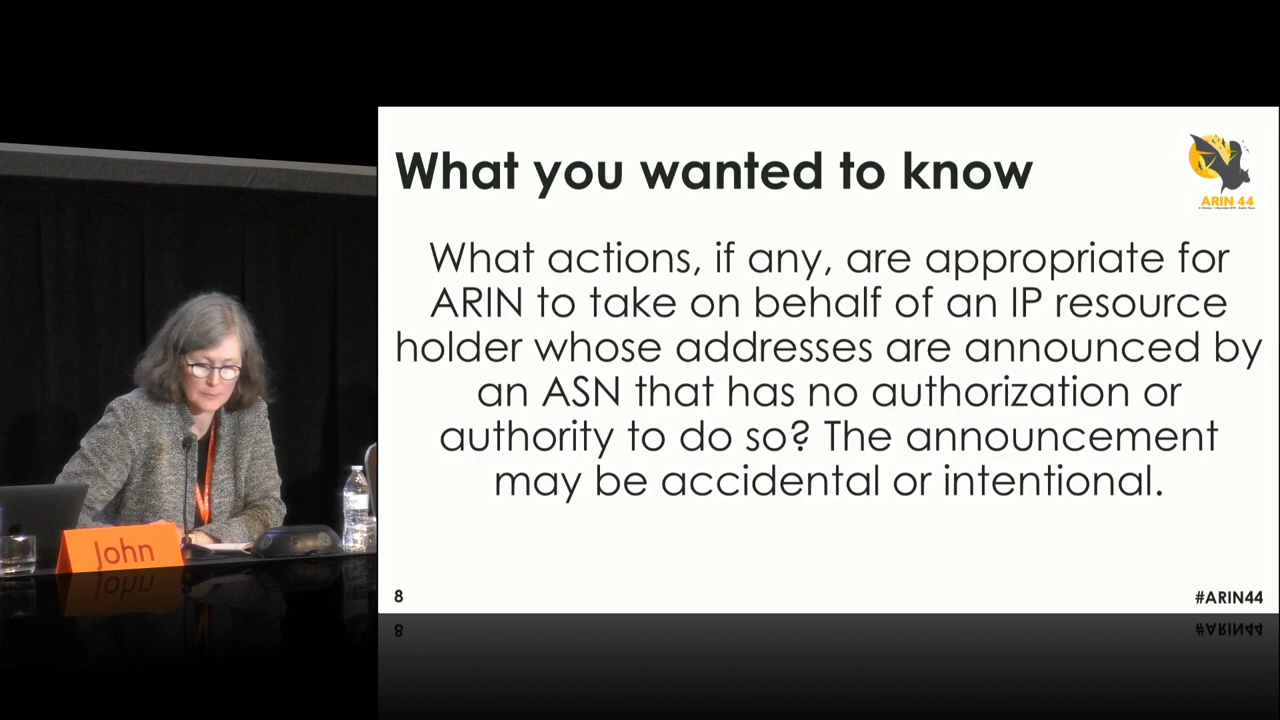 What you wanted to know
ARIN 44
What actions, if any, are appropriate for
ARIN to take on behalf of an IP resource
holder whose addresses are announced by
an ASN that has no authorization or
authority to do so? The announcement
may be accidental or intentional.
8
#ARIN44
John